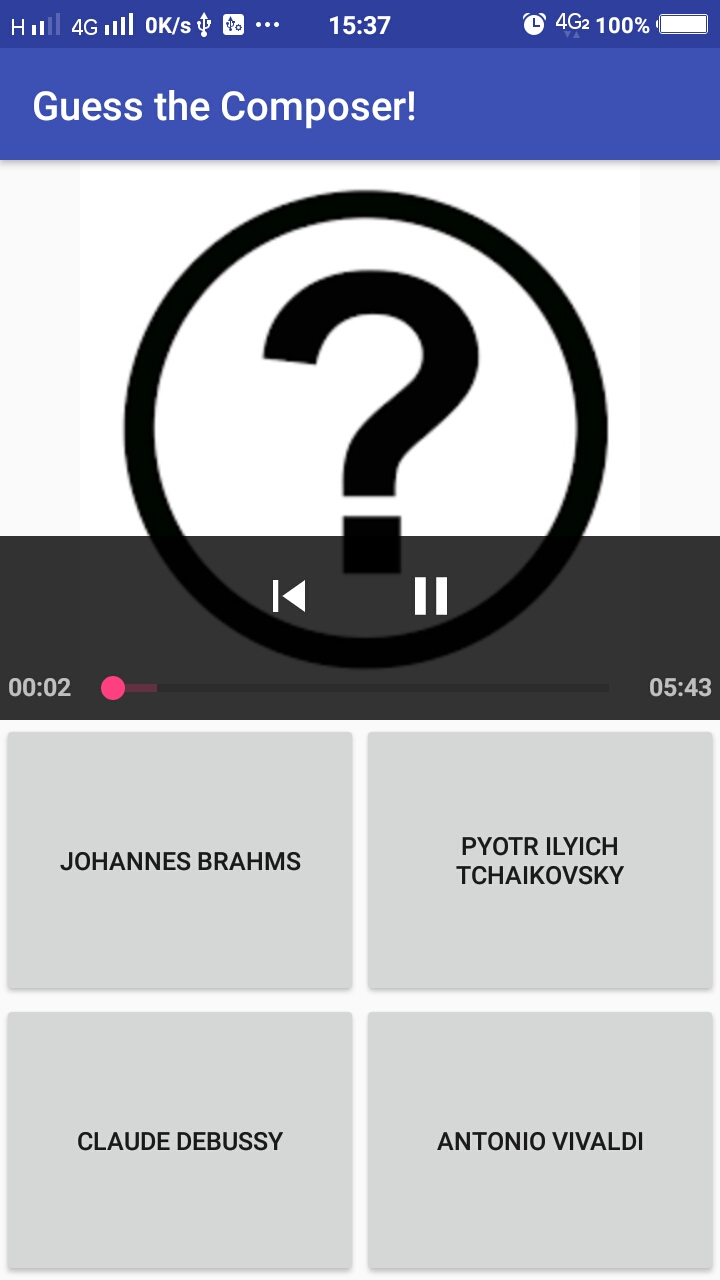 H 4G 0K/s 15:37 4G2 100%
Guess the Composer!
?
00:02 05:43
JOHANNES BRAHMS
PYOTR ILYICH
TCHAIKOVSKY
CLAUDE DEBUSSY
ANTONIO VIVALDI